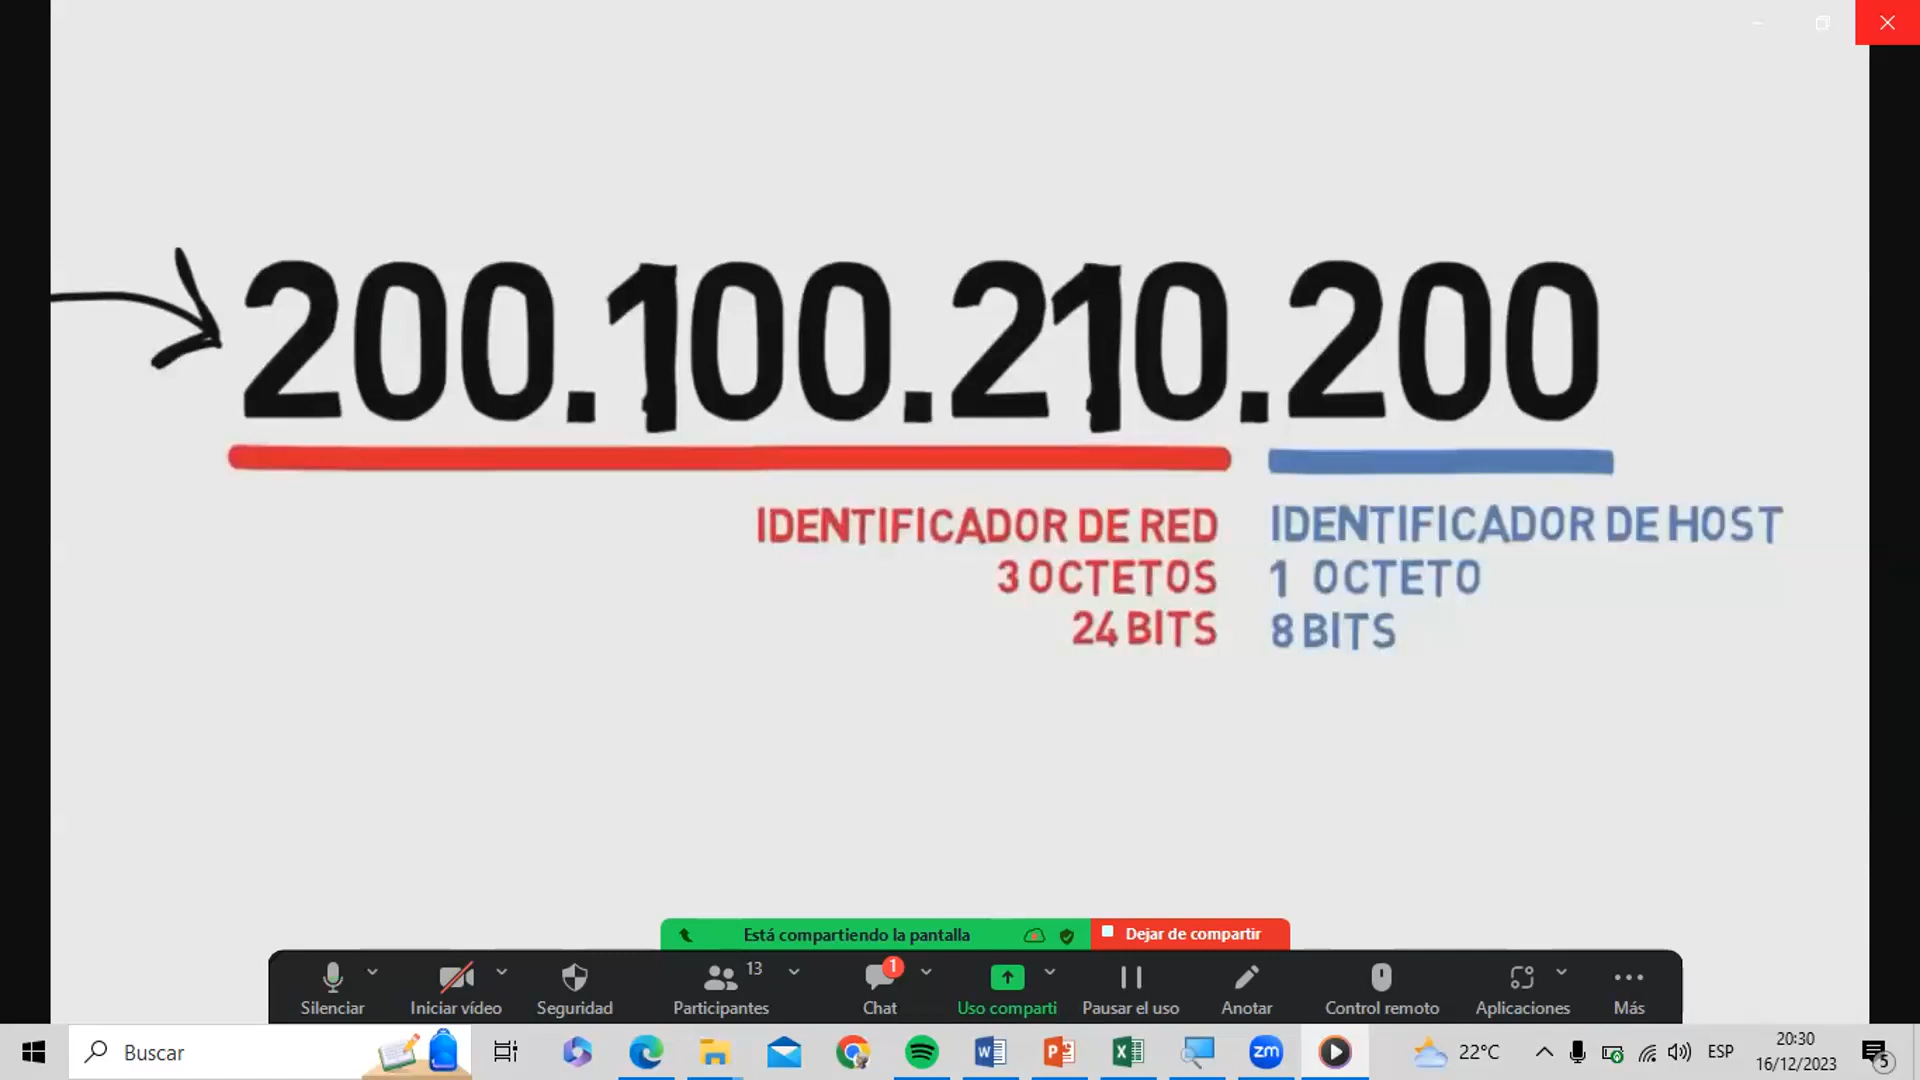 200.100.210.200
IDENTIFICADOR DE RED
3 OCTETOS
24 BITS
IDENTIFICADOR DE HOST
1 OCTETO
8 BITS
Está compartiendo la pantalla
Dejar de compartir
Silenciar
Iniciar vídeo
Seguridad
13
Participantes
1
Chat
Uso comparti
Pausar el uso
Anotar
Control remoto
Aplicaciones
Más
Buscar
zm
22°C
ESP
20:30
16/12/2023
5